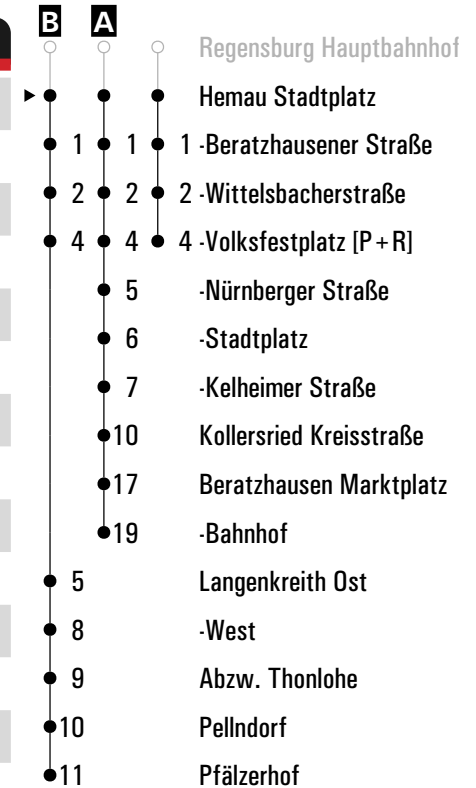 B A
Regensburg Hauptbahnhof
Hemau Stadtplatz
1 1 1 -Beratzhausener Straße
2 2 2 -Wittelsbacherstraße
4 4 4 -Volksfestplatz [P+R]
5 -Nürnberger Straße
6 -Stadtplatz
7 -Kelheimer Straße
10 Kollersried Kreisstraße
17 Beratzhausen Marktplatz
19 -Bahnhof
5 Langenkreith Ost
8 -West
9 Abzw. Thonlohe
10 Pellndorf
11 Pfälzerhof